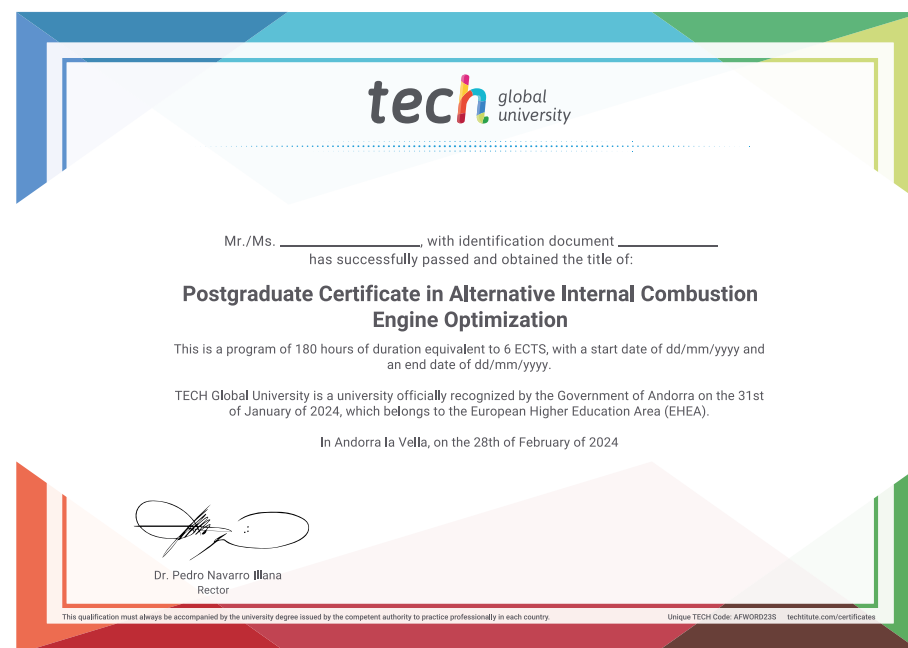 tech global university
Mr./Ms. ____________________, with identification document ______________
has successfully passed and obtained the title of:
Postgraduate Certificate in Alternative Internal Combustion
Engine Optimization
This is a program of 180 hours of duration equivalent to 6 ECTS, with a start date of dd/mm/yyyy and
an end date of dd/mm/yyyy.
TECH Global University is a university officially recognized by the Government of Andorra on the 31st
of January of 2024, which belongs to the European Higher Education Area (EHEA).
In Andorra la Vella, on the 28th of February of 2024
Dr. Pedro Navarro Illana
Rector
This qualification must always be accompanied by the university degree issued by the competent authority to practice professionally in each country.
Unique TECH Code: AFWORD23S techtitute.com/certificates